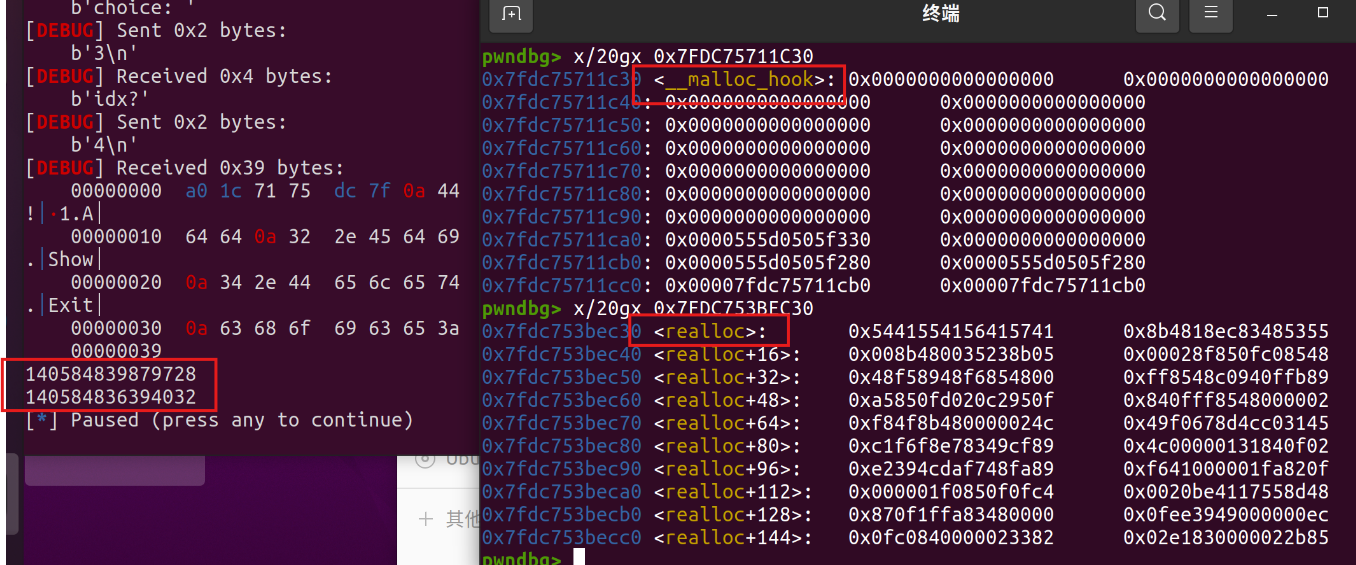 b'choice: '
[DEBUG] Sent 0x2 bytes:
b'3\n'
[DEBUG] Received 0x4 bytes:
b'idx?'
[DEBUG] Sent 0x2 bytes:
b'4\n'
[DEBUG] Received 0x39 bytes:
00000000  a0 1c 71 75  dc 7f 0a 44
!│·1.A│
00000010  64 64 0a 32  2e 45 64 69
.│Show│
00000020  0a 34 2e 44  65 6c 65 74
.│Exit│
00000030  0a 63 68 6f  69 63 65 3a
00000039
140584839879728
140584836394032
[*] Paused (press any to continue)
终端
pwndbg> x/20gx 0x7FDC75711C30
0x7fdc75711c30 <__malloc_hook>: 0x0000000000000000 0x0000000000000000
0x7fdc75711c40: 0x0000000000000000 0x0000000000000000
0x7fdc75711c50: 0x0000000000000000 0x0000000000000000
0x7fdc75711c60: 0x0000000000000000 0x0000000000000000
0x7fdc75711c70: 0x0000000000000000 0x0000000000000000
0x7fdc75711c80: 0x0000000000000000 0x0000000000000000
0x7fdc75711c90: 0x0000000000000000 0x0000000000000000
0x7fdc75711ca0: 0x0000555d0505f330 0x0000000000000000
0x7fdc75711cb0: 0x0000555d0505f280 0x0000555d0505f280
0x7fdc75711cc0: 0x00007fdc75711cb0 0x00007fdc75711cb0
pwndbg> x/20gx 0x7FDC753BEC30
0x7fdc753bec30 <realloc>: 0x5441554156415741 0x8b4818ec83485355
0x7fdc753bec40 <realloc+16>: 0x008b480035238b05 0x00028f850fc08548
0x7fdc753bec50 <realloc+32>: 0x48f58948f6854800 0xff8548c0940ffb89
0x7fdc753bec60 <realloc+48>: 0xa5850fd020c2950f 0x840fff8548000002
0x7fdc753bec70 <realloc+64>: 0xf84f8b480000024c 0x49f0678d4cc03145
0x7fdc753bec80 <realloc+80>: 0xc1f6f8e78349cf89 0x4c00000131840f02
0x7fdc753bec90 <realloc+96>: 0xe2394cdaf748fa89 0xf641000001fa820f
0x7fdc753beca0 <realloc+112>: 0x000001f0850f0fc4 0x0020be4117558d48
0x7fdc753becb0 <realloc+128>: 0x870f1ffa83480000 0x0fee3949000000ec
0x7fdc753becc0 <realloc+144>: 0x0fc0840000023382 0x02e1830000022b85
pwndbg>
其他